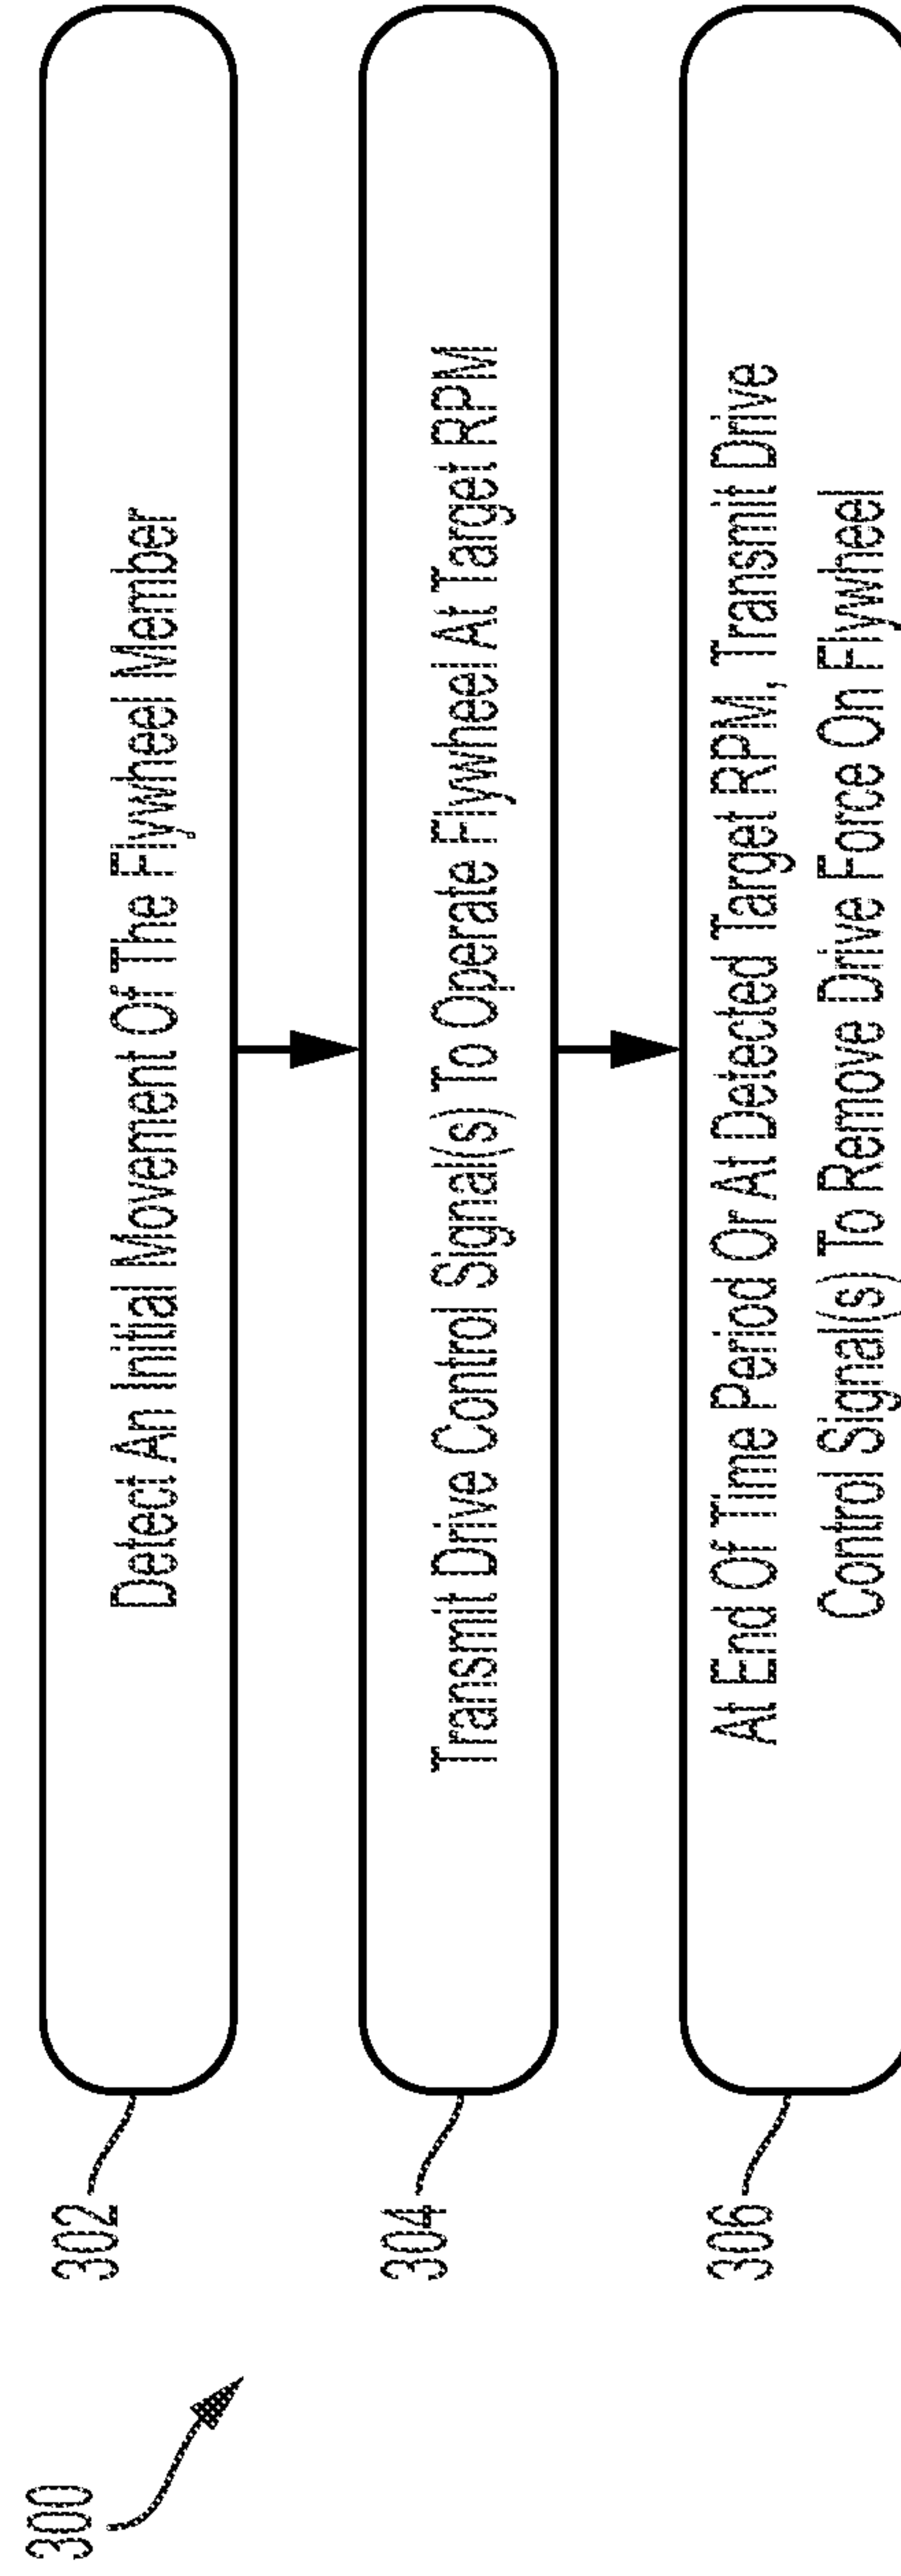 300
302
Detect An Initial Movement Of The Flywheel Member
304
Transmit Drive Control Signal(s) To Operate Flywheel At Target RPM
306
At End Of Time Period Or At Detected Target RPM, Transmit Drive
Control Signal(s) To Remove Drive Force On Flywheel